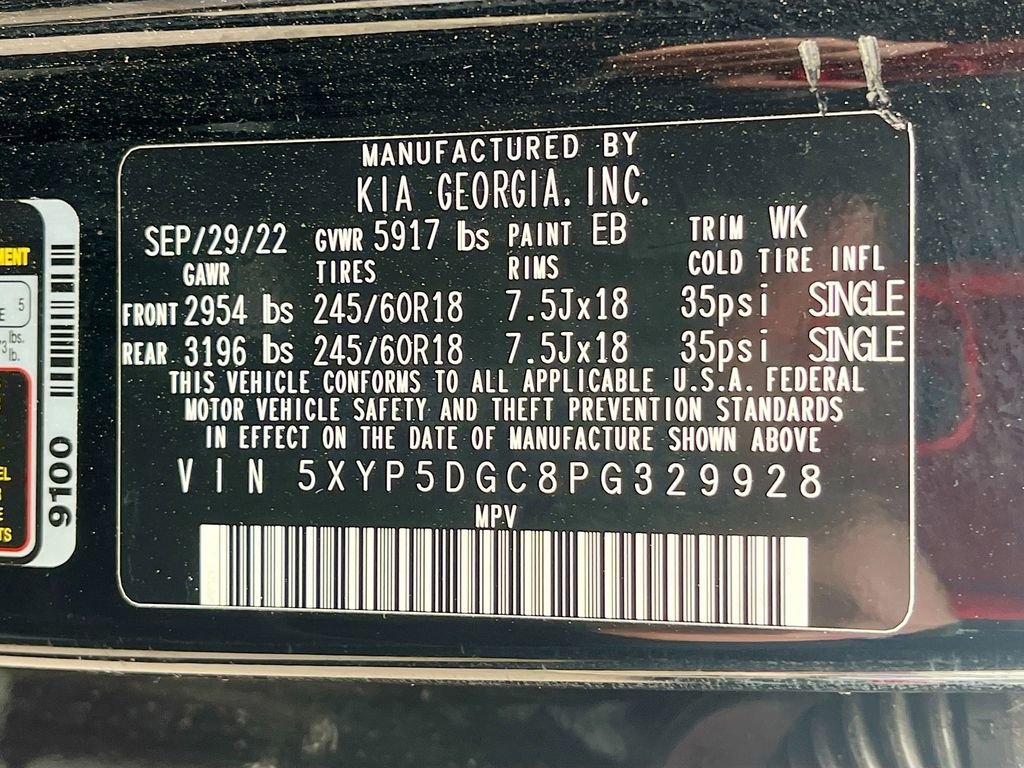 MANUFACTURED BY
KIA GEORGIA, INC.
SEP/29/22 GVWR 5917 lbs PAINT EB TRIM WK
GAWR TIRES RIMS COLD TIRE INFL
FRONT 2954 lbs 245/60R18 7.5Jx18 35psi SINGLE
REAR 3196 lbs 245/60R18 7.5Jx18 35psi SINGLE
THIS VEHICLE CONFORMS TO ALL APPLICABLE U.S.A. FEDERAL
MOTOR VEHICLE SAFETY AND THEFT PREVENTION STANDARDS
IN EFFECT ON THE DATE OF MANUFACTURE SHOWN ABOVE
VIN 5XYP5DGC8PG329928
MPV
9100
5
lbs.
lb.